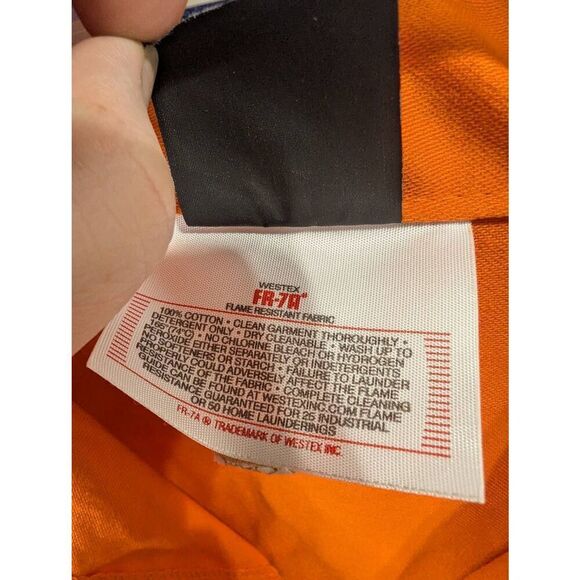 WESTEX
FR-7A®
FLAME RESISTANT FABRIC
100% COTTON • CLEAN GARMENT THOROUGHLY •
DETERGENT ONLY • DRY CLEANABLE • WASH UP TO
165°(74°C) • NO CHLORINE BLEACH OR HYDROGEN
PEROXIDE EITHER SEPARATELY OR INDETERGENTS
•NO SOFTENERS OR STARCH • FAILURE TO LAUNDER
PROPERLY COULD ADVERSELY AFFECT THE FLAME
RESISTANCE OF THE FABRIC • COMPLETE CLEANING
GUIDE CAN BE FOUND AT WESTEXINC.COM FLAME
RESISTANCE GUARANTEED FOR 25 INDUSTRIAL
OR 50 HOME LAUNDERINGS
FR-7A ® TRADEMARK OF WESTEX INC.